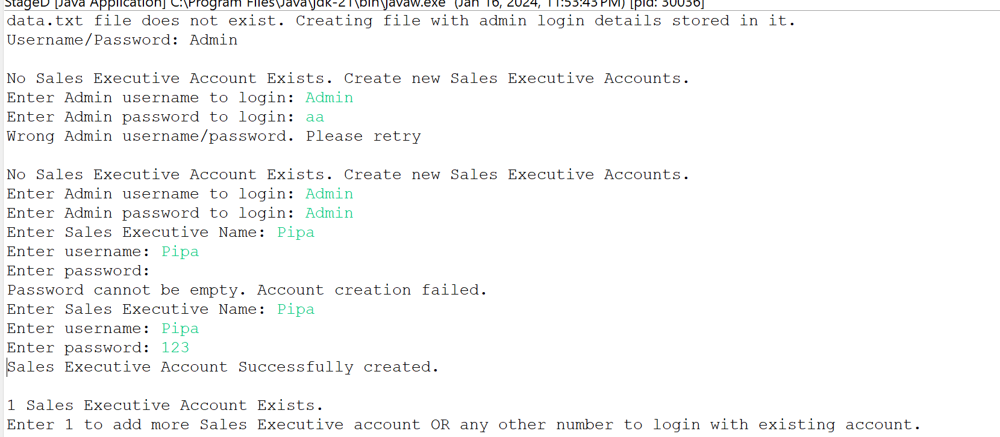 StageD [Java Application] C:\Program Files\Java\jdk-21\bin\javaw.exe (Jan 16, 2024, 11:53:43 PM) [pid: 30036]
data.txt file does not exist. Creating file with admin login details stored in it.
Username/Password: Admin
No Sales Executive Account Exists. Create new Sales Executive Accounts.
Enter Admin username to login: Admin
Enter Admin password to login: aa
Wrong Admin username/password. Please retry
No Sales Executive Account Exists. Create new Sales Executive Accounts.
Enter Admin username to login: Admin
Enter Admin password to login: Admin
Enter Sales Executive Name: Pipa
Enter username: Pipa
Enter password:
Password cannot be empty. Account creation failed.
Enter Sales Executive Name: Pipa
Enter username: Pipa
Enter password: 123
Sales Executive Account Successfully created.
1 Sales Executive Account Exists.
Enter 1 to add more Sales Executive account OR any other number to login with existing account.